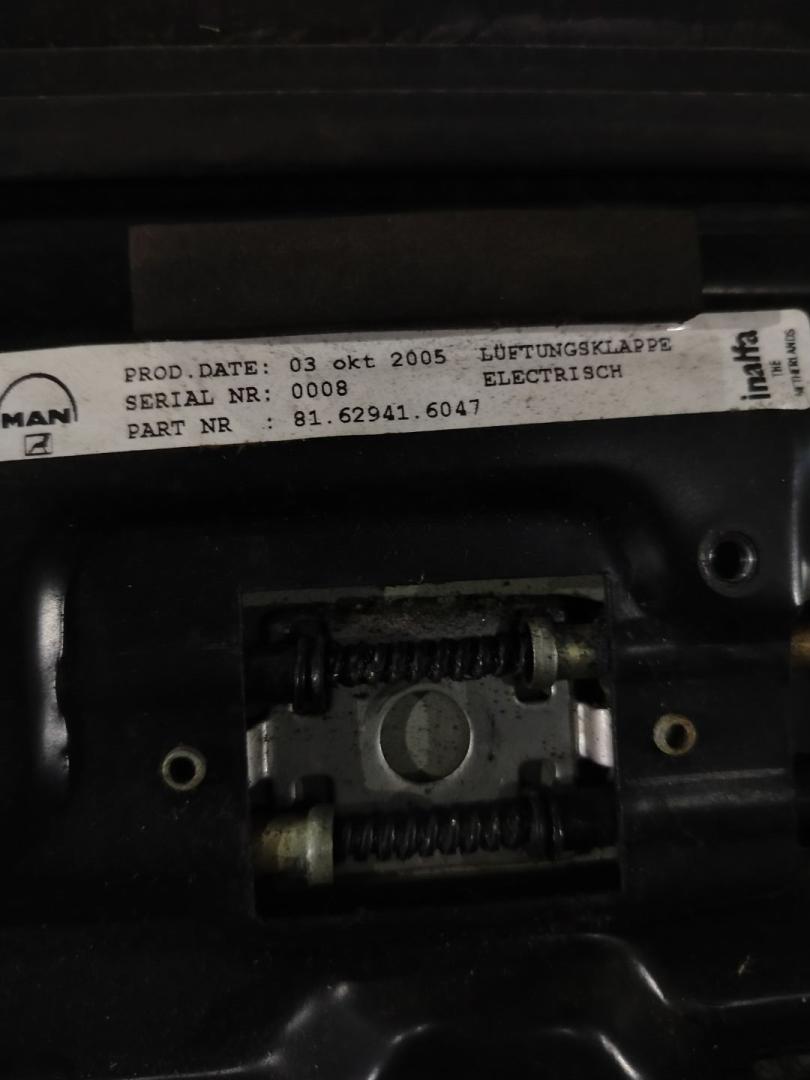 MAN
PROD.DATE: 03 okt 2005 LÜFTUNGSKLAPPE
SERIAL NR: 0008 ELECTRISCH
PART NR : 81.62941.6047
inalfa
THE
NETHERLANDS